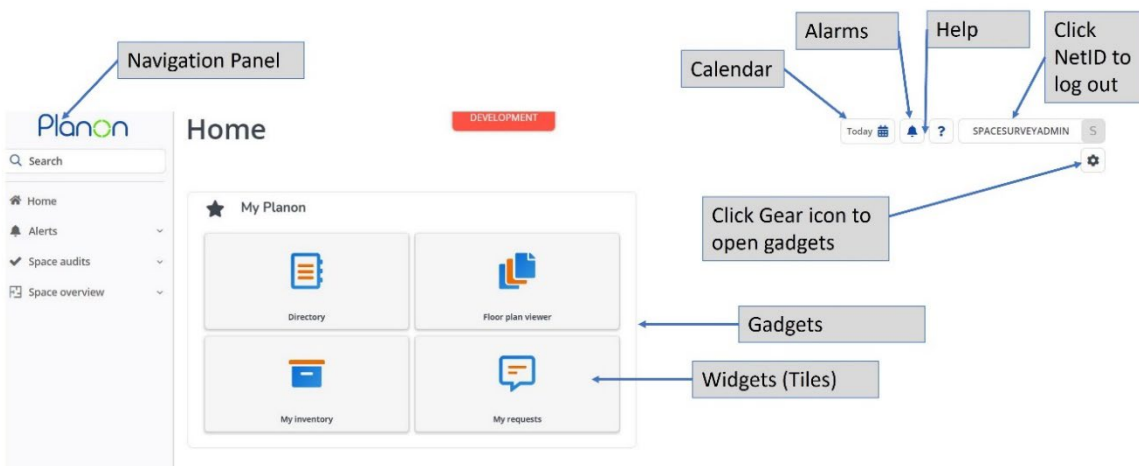 Alarms
Help
Click
NetID to
log out
Navigation Panel
Calendar
Planon
Home
DEVELOPMENT
Today
?
SPACESURVEYADMIN
S
Search
Home
Alerts
Space audits
Space overview
My Planon
Directory
Floor plan viewer
My inventory
My requests
Click Gear icon to
open gadgets
Gadgets
Widgets (Tiles)